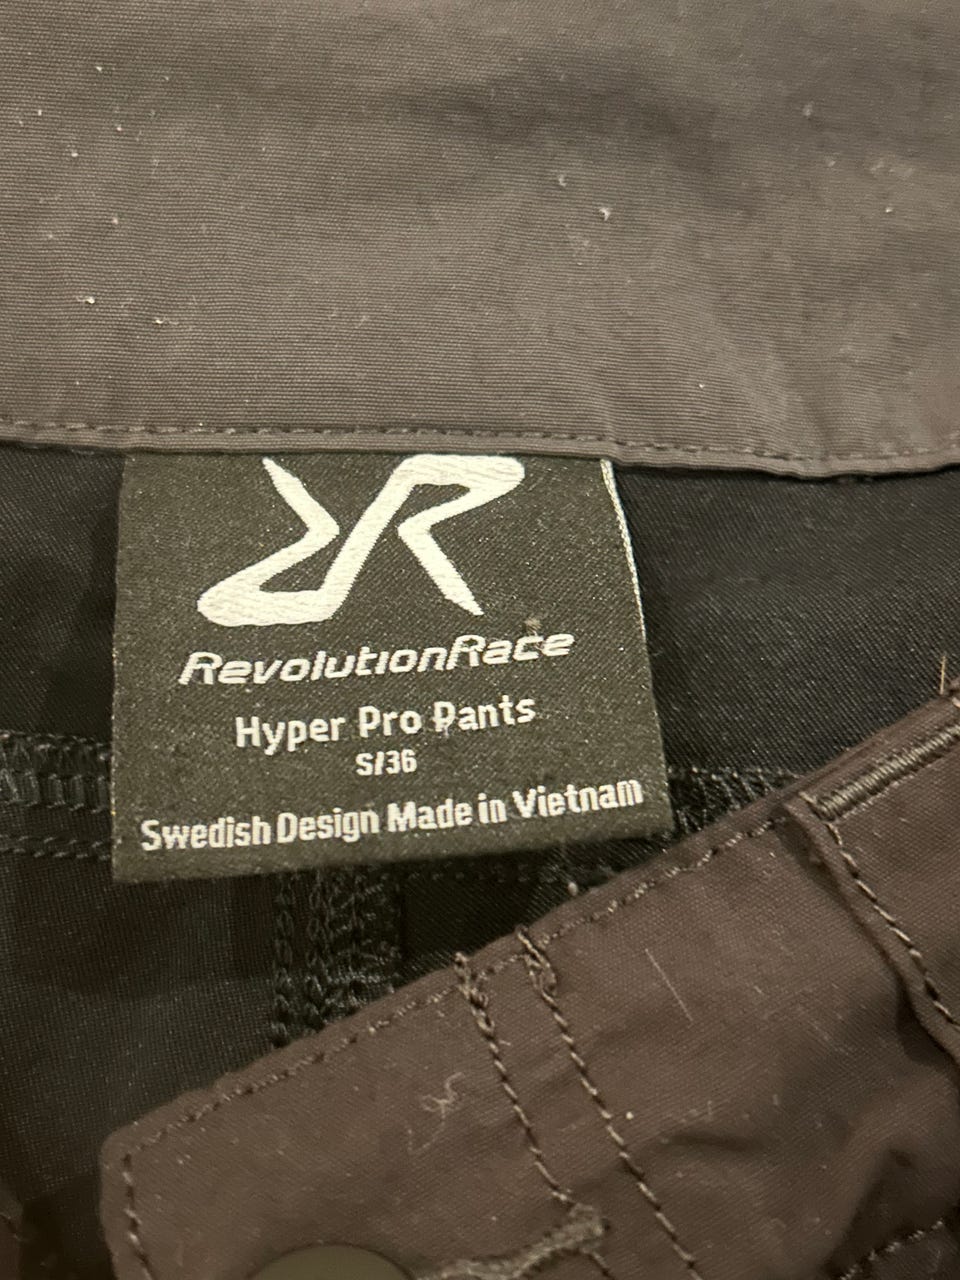 RevolutionRace
Hyper Pro Pants
S/36
Swedish Design Made in Vietnam